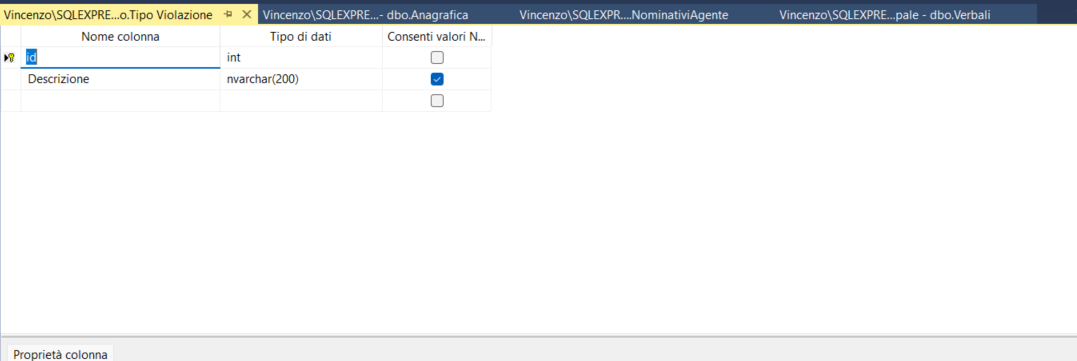 Vincenzo\SQLEXPRE...o.Tipo Violazione Vincenzo\SQLEXPRE...- dbo.Anagrafica Vincenzo\SQLEXPR....NominativiAgente Vincenzo\SQLEXPRE...pale - dbo.Verbali
Nome colonna Tipo di dati Consenti valori N...
id int
Descrizione nvarchar(200)
Proprietà colonna